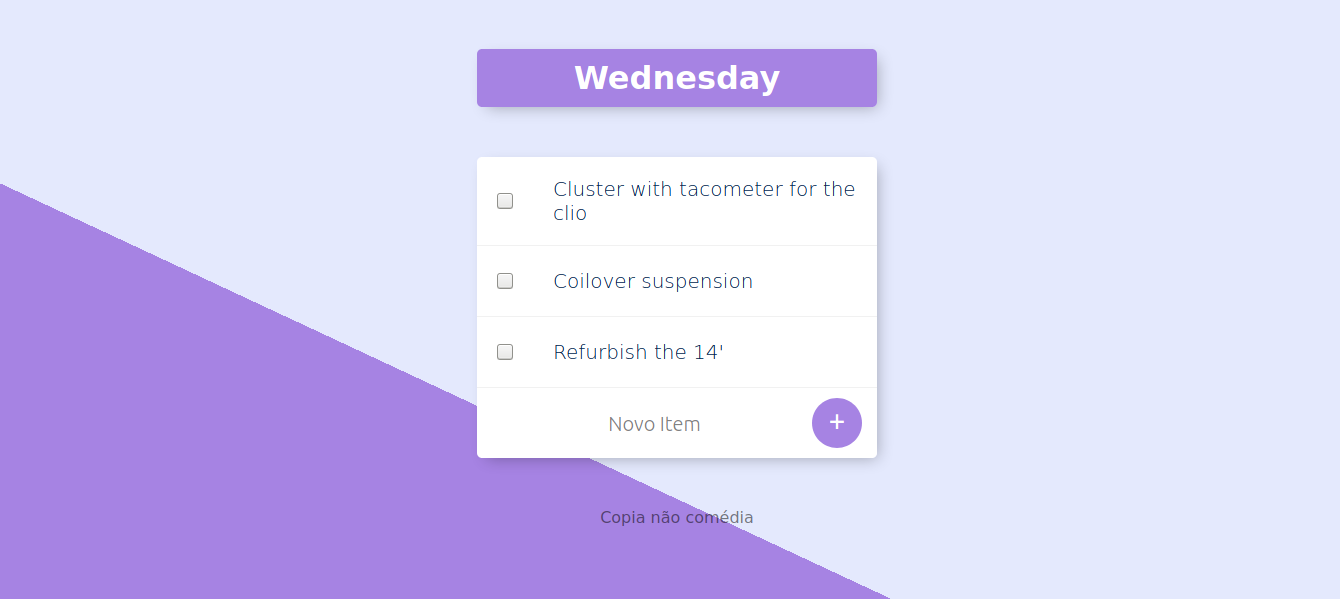 Wednesday
Cluster with tacometer for the
clio
Coilover suspension
Refurbish the 14'
Novo Item
+
Copia não comédia